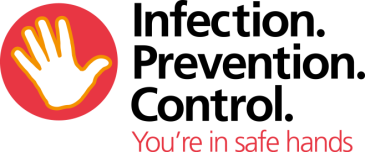 Infection.
Prevention.
Control.
You're in safe hands